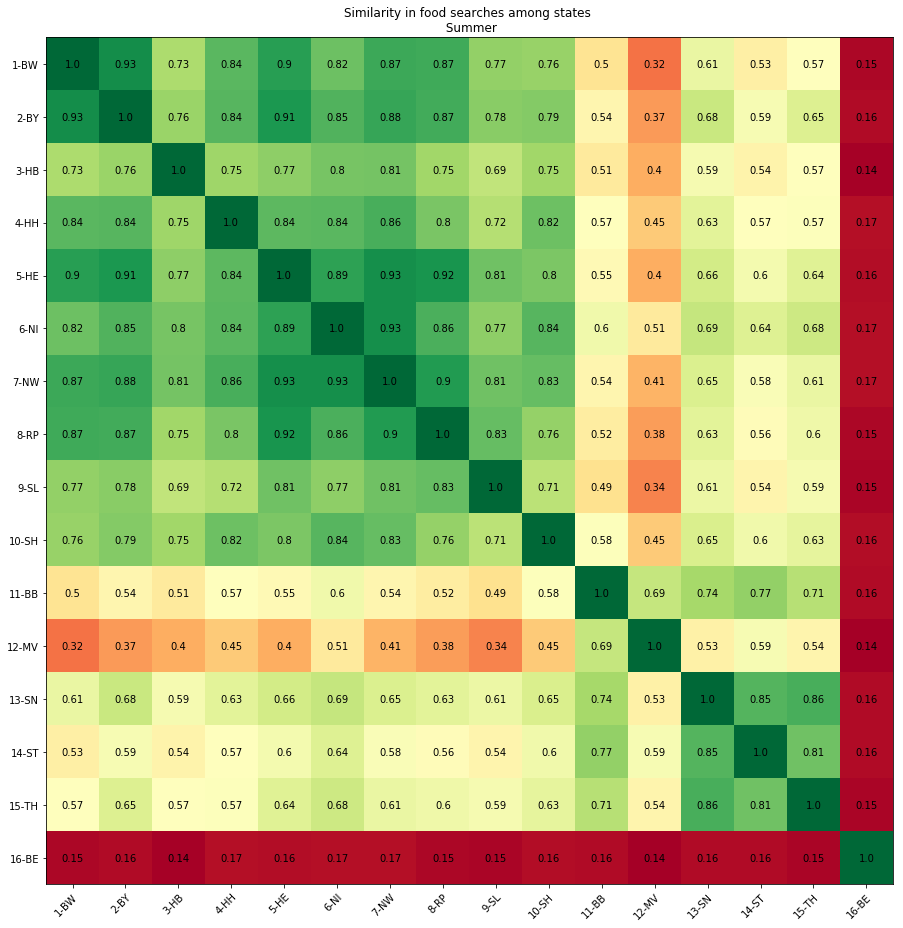 Similarity in food searches among states
Summer
1-BW 1.0 0.93 0.73 0.84 0.9 0.82 0.87 0.87 0.77 0.76 0.5 0.32 0.61 0.53 0.57 0.15
2-BY 0.93 1.0 0.76 0.84 0.91 0.85 0.88 0.87 0.78 0.79 0.54 0.37 0.68 0.59 0.65 0.16
3-HB 0.73 0.76 1.0 0.75 0.77 0.8 0.81 0.75 0.69 0.75 0.51 0.4 0.59 0.54 0.57 0.14
4-HH 0.84 0.84 0.75 1.0 0.84 0.84 0.86 0.8 0.72 0.82 0.57 0.45 0.63 0.57 0.57 0.17
5-HE 0.9 0.91 0.77 0.84 1.0 0.89 0.93 0.92 0.81 0.8 0.55 0.4 0.66 0.6 0.64 0.16
6-NI 0.82 0.85 0.8 0.84 0.89 1.0 0.93 0.86 0.77 0.84 0.6 0.51 0.69 0.64 0.68 0.17
7-NW 0.87 0.88 0.81 0.86 0.93 0.93 1.0 0.9 0.81 0.83 0.54 0.41 0.65 0.58 0.61 0.17
8-RP 0.87 0.87 0.75 0.8 0.92 0.86 0.9 1.0 0.83 0.76 0.52 0.38 0.63 0.56 0.6 0.15
9-SL 0.77 0.78 0.69 0.72 0.81 0.77 0.81 0.83 1.0 0.71 0.49 0.34 0.61 0.54 0.59 0.15
10-SH 0.76 0.79 0.75 0.82 0.8 0.84 0.83 0.76 0.71 1.0 0.58 0.45 0.65 0.6 0.63 0.16
11-BB 0.5 0.54 0.51 0.57 0.55 0.6 0.54 0.52 0.49 0.58 1.0 0.69 0.74 0.77 0.71 0.16
12-MV 0.32 0.37 0.4 0.45 0.4 0.51 0.41 0.38 0.34 0.45 0.69 1.0 0.53 0.59 0.54 0.14
13-SN 0.61 0.68 0.59 0.63 0.66 0.69 0.65 0.63 0.61 0.65 0.74 0.53 1.0 0.85 0.86 0.16
14-ST 0.53 0.59 0.54 0.57 0.6 0.64 0.58 0.56 0.54 0.6 0.77 0.59 0.85 1.0 0.81 0.16
15-TH 0.57 0.65 0.57 0.57 0.64 0.68 0.61 0.6 0.59 0.63 0.71 0.54 0.86 0.81 1.0 0.15
16-BE 0.15 0.16 0.14 0.17 0.16 0.17 0.17 0.15 0.15 0.16 0.16 0.14 0.16 0.16 0.15 1.0
1-BW 2-BY 3-HB 4-HH 5-HE 6-NI 7-NW 8-RP 9-SL 10-SH 11-BB 12-MV 13-SN 14-ST 15-TH 16-BE